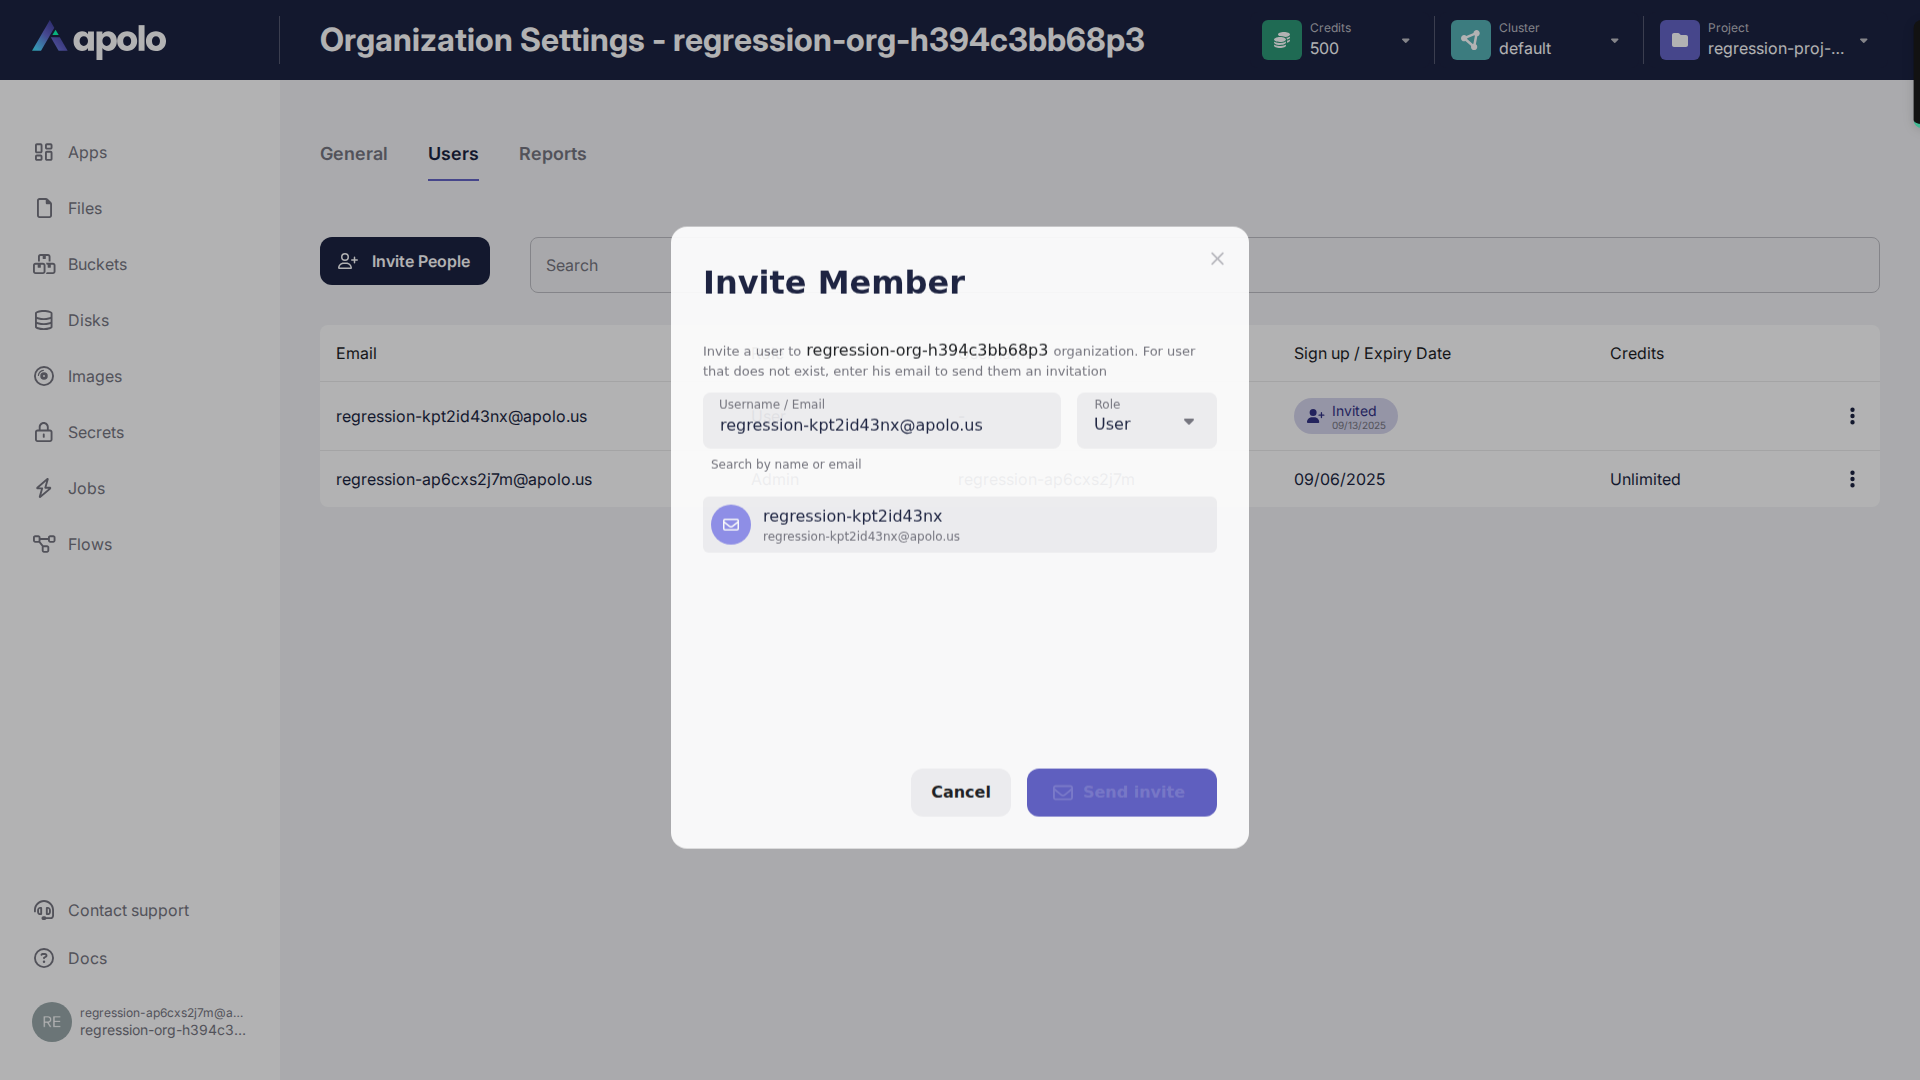 apolo
Organization Settings - regression-org-h394c3bb68p3
Credits
500
Cluster
default
Project
regression-proj-...
Apps
Files
Buckets
Disks
Images
Secrets
Jobs
Flows
Contact support
Docs
RE
regression-ap6cxs2j7m@a...
regression-org-h394c3...
General
Users
Reports
Invite People
Search
Email
Sign up / Expiry Date
Credits
regression-kpt2id43nx@apolo.us
User
Invited
09/13/2025
regression-ap6cxs2j7m@apolo.us
Admin
regression-ap6cxs2j7m
09/06/2025
Unlimited
Invite Member
Invite a user to regression-org-h394c3bb68p3 organization. For user
that does not exist, enter his email to send them an invitation
Username / Email
regression-kpt2id43nx@apolo.us
Role
User
Search by name or email
regression-kpt2id43nx
regression-kpt2id43nx@apolo.us
Cancel
Send invite